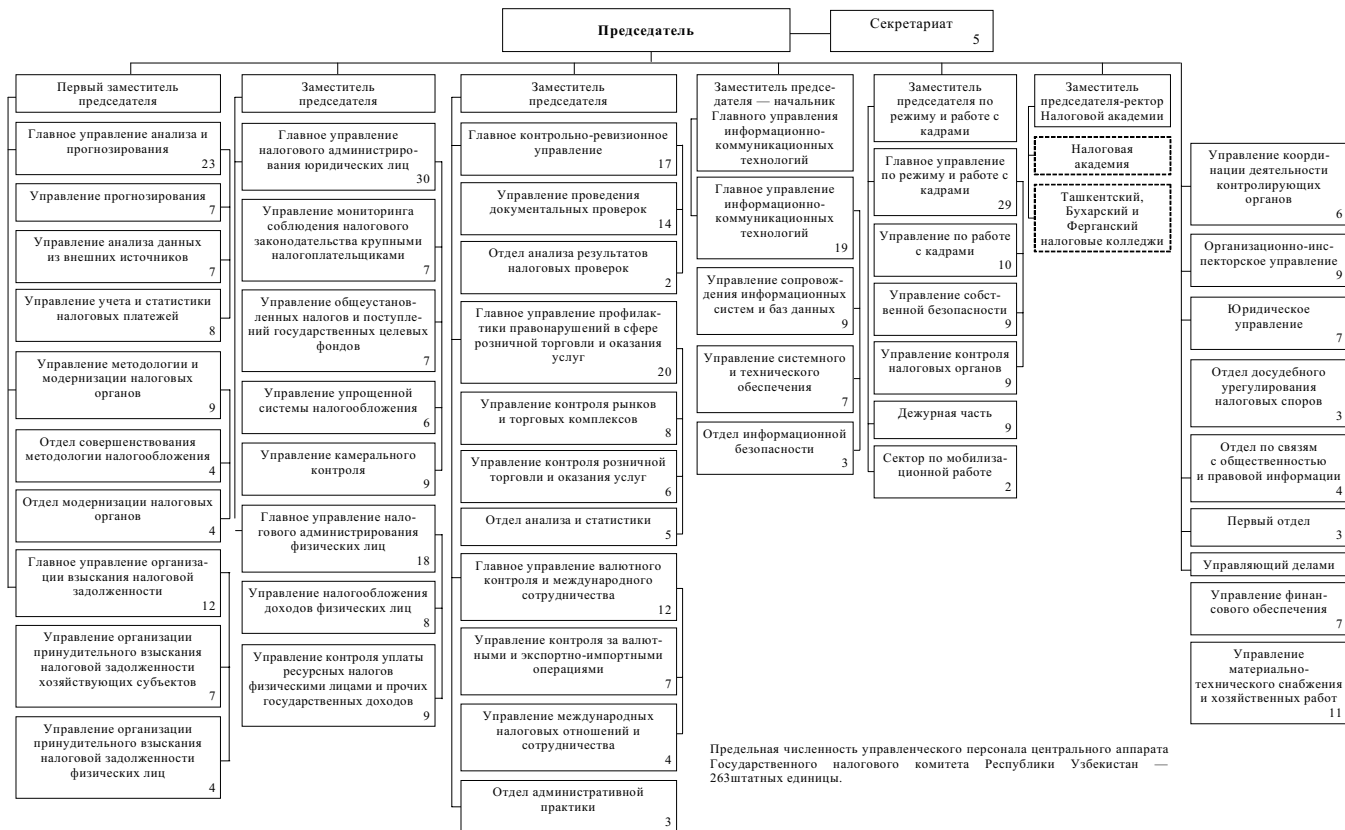 Председатель
Секретариат
5
Первый заместитель
председателя
Главное управление анализа и
прогнозирования
23
Управление прогнозирования
7
Управление анализа данных
из внешних источников
7
Управление учета и статистики
налоговых платежей
8
Управление методологии и
модернизации налоговых
органов
9
Отдел совершенствования
методологии налогообложения
4
Отдел модернизации налоговых
органов
4
Главное управление организа-
ции взыскания налоговой
задолженности
12
Управление организации
принудительного взыскания
налоговой задолженности
хозяйствующих субъектов
7
Управление организации
принудительного взыскания
налоговой задолженности
физических лиц
4
Заместитель
председателя
Главное управление
налогового администриро-
рования юридических лиц
30
Управление мониторинга
соблюдения налогового
законодательства крупными
налогоплательщиками
7
Управление общеустанов-
ленных налогов и поступле-
ний государственных целевых
фондов
7
Управление упрощенной
системы налогообложения
6
Управление камерального
контроля
9
Главное управление нало-
гового администрирования
физических лиц
18
Управление налогообложения
доходов физических лиц
8
Управление контроля уплаты
ресурсных налогов
физическими лицами и прочих
государственных доходов
9
Заместитель
председателя
Главное контрольно-ревизионное
управление
17
Управление проведения
документальных проверок
14
Отдел анализа результатов
налоговых проверок
2
Главное управление профилак-
тики правонарушений в сфере
розничной торговли и оказания
услуг
20
Управление контроля рынков
и торговых комплексов
8
Управление контроля розничной
торговли и оказания услуг
6
Отдел анализа и статистики
5
Главное управление валютного
контроля и международного
сотрудничества
12
Управление контроля за валют-
ными и экспортно-импортными
операциями
7
Управление международных
налоговых отношений и
сотрудничества
4
Отдел административной
практики
3
Заместитель предсе-
дателя — начальник
Главного управления
информационно-
коммуникационных
технологий
Главное управление
информационно-
коммуникационных
технологий
19
Управление сопровож-
дения информационных
систем и баз данных
9
Управление системного
и технического
обеспечения
7
Отдел информационной
безопасности
3
Заместитель
председателя по
режиму и работе с
кадрами
Главное управление
по режиму и работе с
кадрами
29
Управление по работе
с кадрами
10
Управление собст-
венной безопасности
9
Управление контроля
налоговых органов
9
Дежурная часть
9
Сектор по мобилиза-
ционной работе
2
Заместитель
председателя-ректор
Налоговой академии
Налоговая
академия
Ташкентский,
Бухарский и
Ферганский
налоговые колледжи
Управление коорди-
нации деятельности
контролирующих
органов
6
Организационно-инс-
пекторское управление
9
Юридическое
управление
7
Отдел досудебного
урегулирования
налоговых споров
3
Отдел по связям
с общественностью
и правовой информации
4
Первый отдел
3
Управляющий делами
Управление финан-
сового обеспечения
7
Управление
материально-
технического снабжения
и хозяйственных работ
11
Предельная численность управленческого персонала центрального аппарата
Государственного налогового комитета Республики Узбекистан —
263штатных единицы.